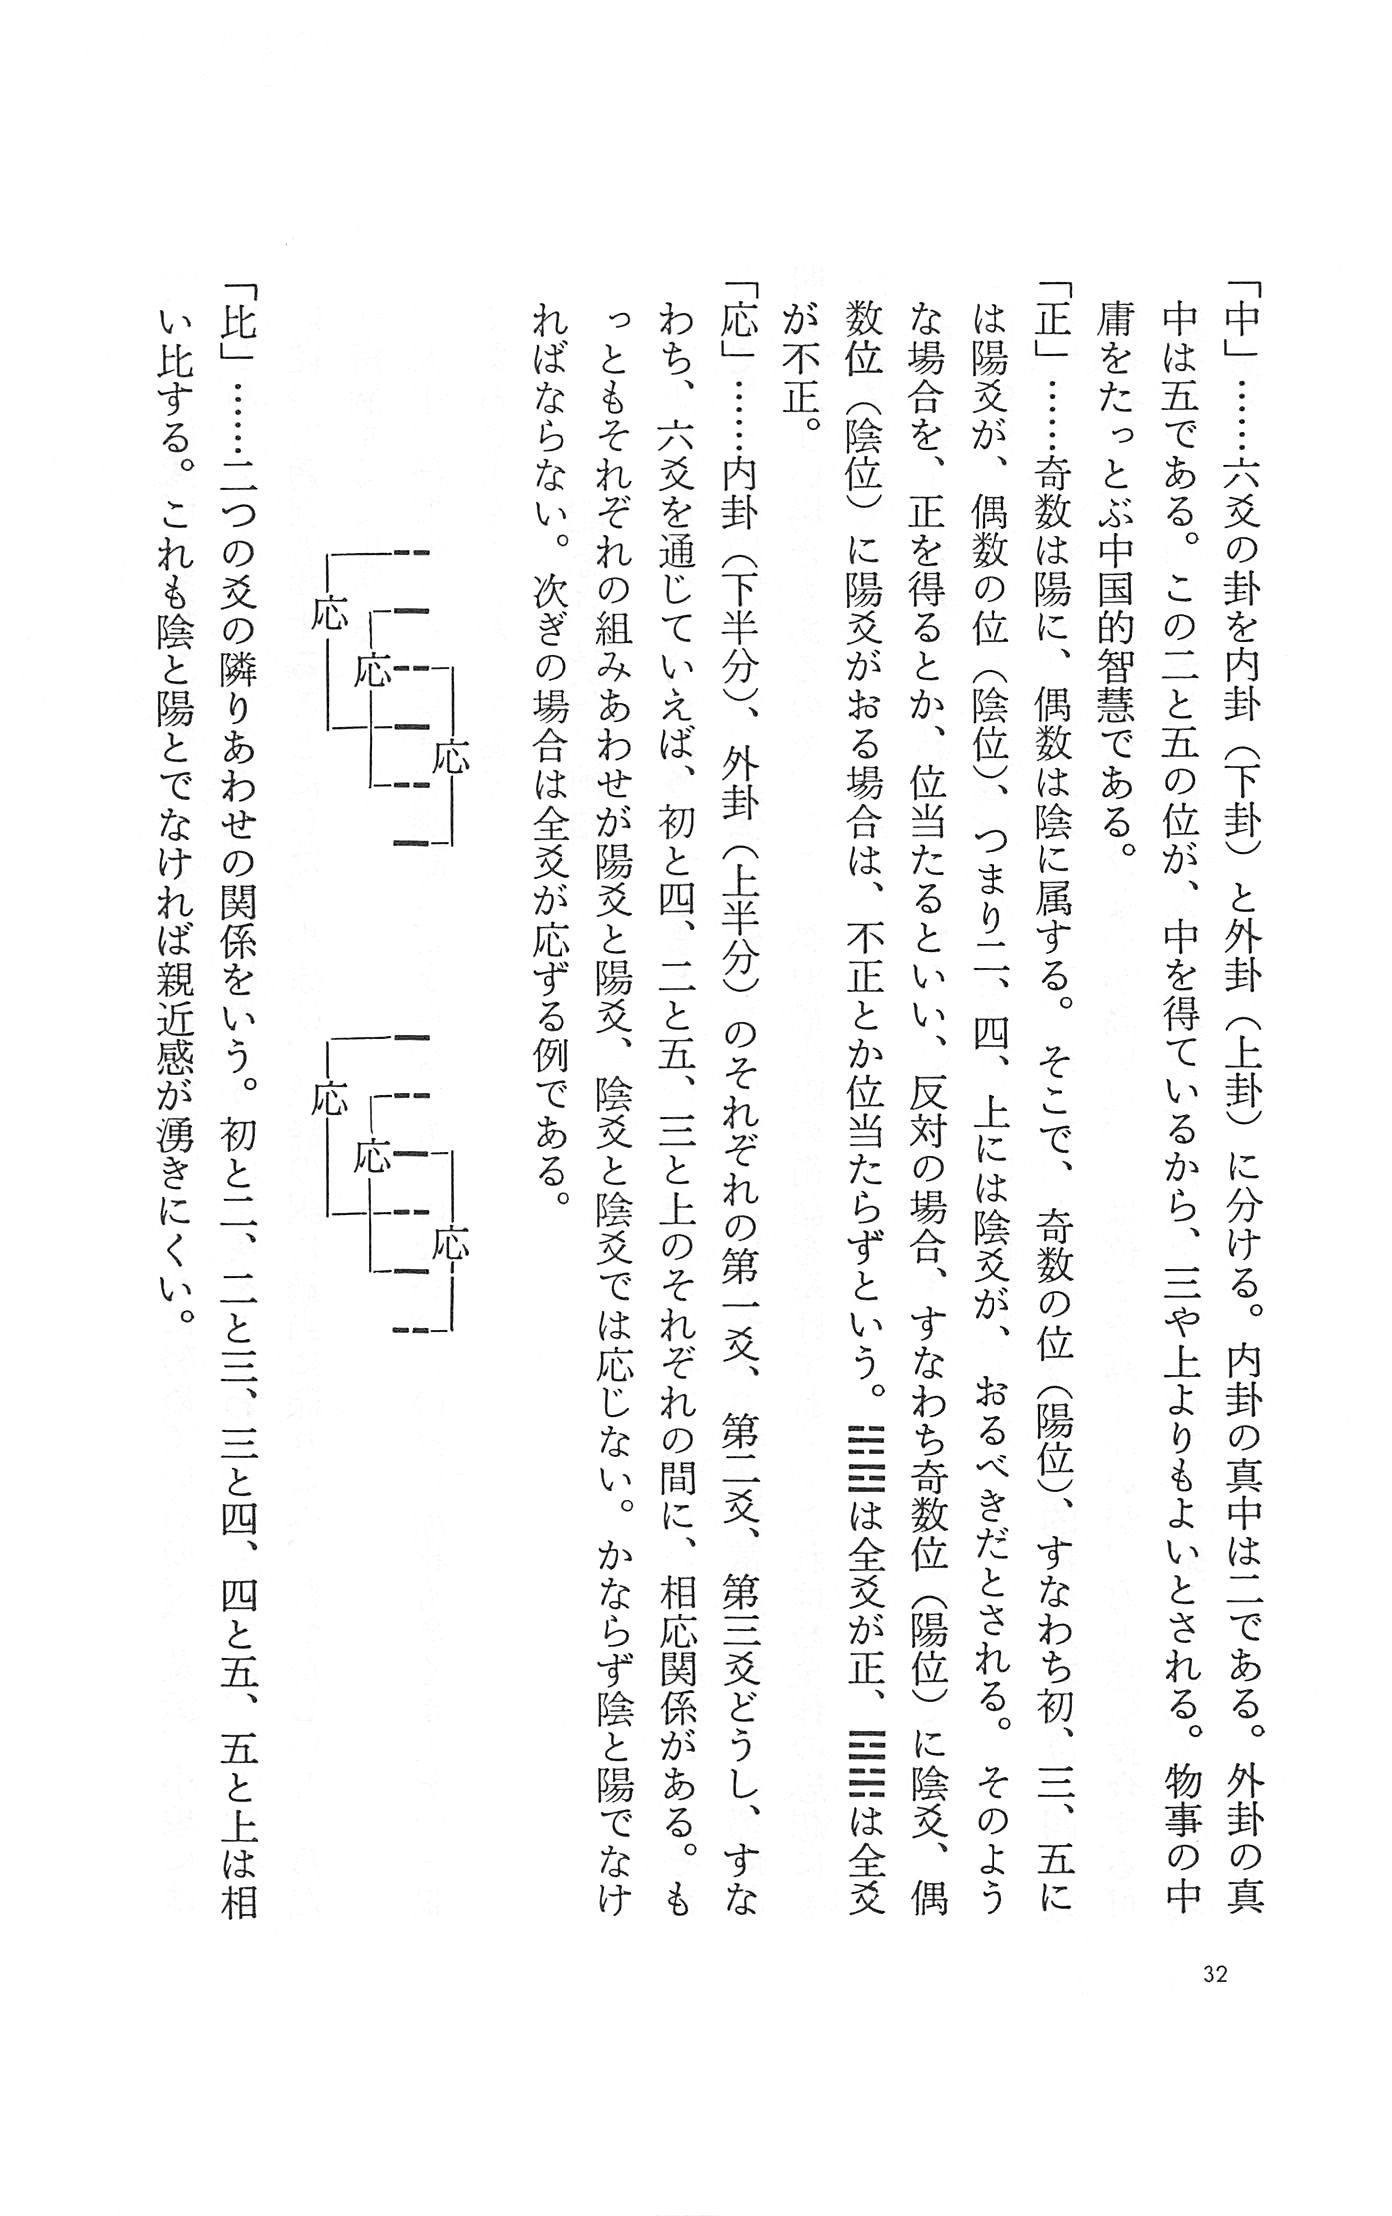 「中」……六爻の卦を内卦（下卦）と外卦（上卦）に分ける。内卦の真中は二である。外卦の真
中は五である。この二と五の位が、中を得ているから、三や上よりもよいとされる。物事の中
庸をたっとぶ中国的智慧である。
「正」……奇数は陽に、偶数は陰に属する。そこで、奇数の位（陽位）、すなわち初、三、五に
は陽爻が、偶数の位（陰位）、つまり二、四、上には陰爻が、おるべきだとされる。そのよう
な場合を、正を得るとか、位当たるといい、反対の場合、すなわち奇数位（陽位）に陰爻、偶
数位（陰位）に陽爻がおる場合は、不正とか位当たらずという。䷾は全爻が正、䷿は全爻
が不正。
「応」……内卦（下半分）、外卦（上半分）のそれぞれの第一爻、第二爻、第三爻どうし、すな
わち、六爻を通じていえば、初と四、二と五、三と上のそれぞれの間に、相応関係がある。も
っともそれぞれの組みあわせが陽爻と陽爻、陰爻と陰爻では応じない。かならず陰と陽でなけ
ればならない。次ぎの場合は全爻が応ずる例である。
応
応
応
応
応
応
「比」……二つの爻の隣りあわせの関係をいう。初と二、二と三、三と四、四と五、五と上は相
い比する。これも陰と陽とでなければ親近感が湧きにくい。
32